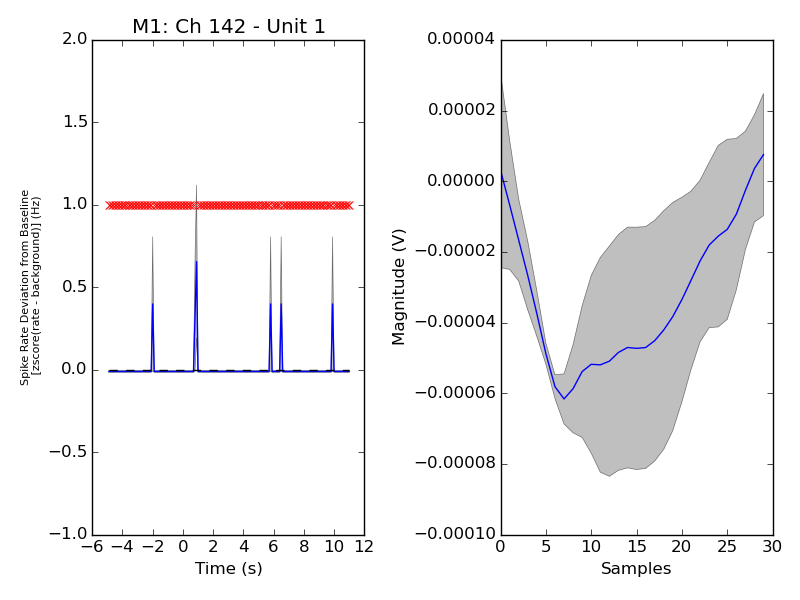 M1: Ch 142 - Unit 1
2.0
1.5
1.0
0.5
0.0
−0.5
−1.0
−6 −4 −2 0 2 4 6 8 10 12
Time (s)
Spike Rate Deviation from Baseline
[zscore(rate - background)] (Hz)
0.00004
0.00002
0.00000
−0.00002
−0.00004
−0.00006
−0.00008
−0.00010
0 5 10 15 20 25 30
Samples
Magnitude (V)